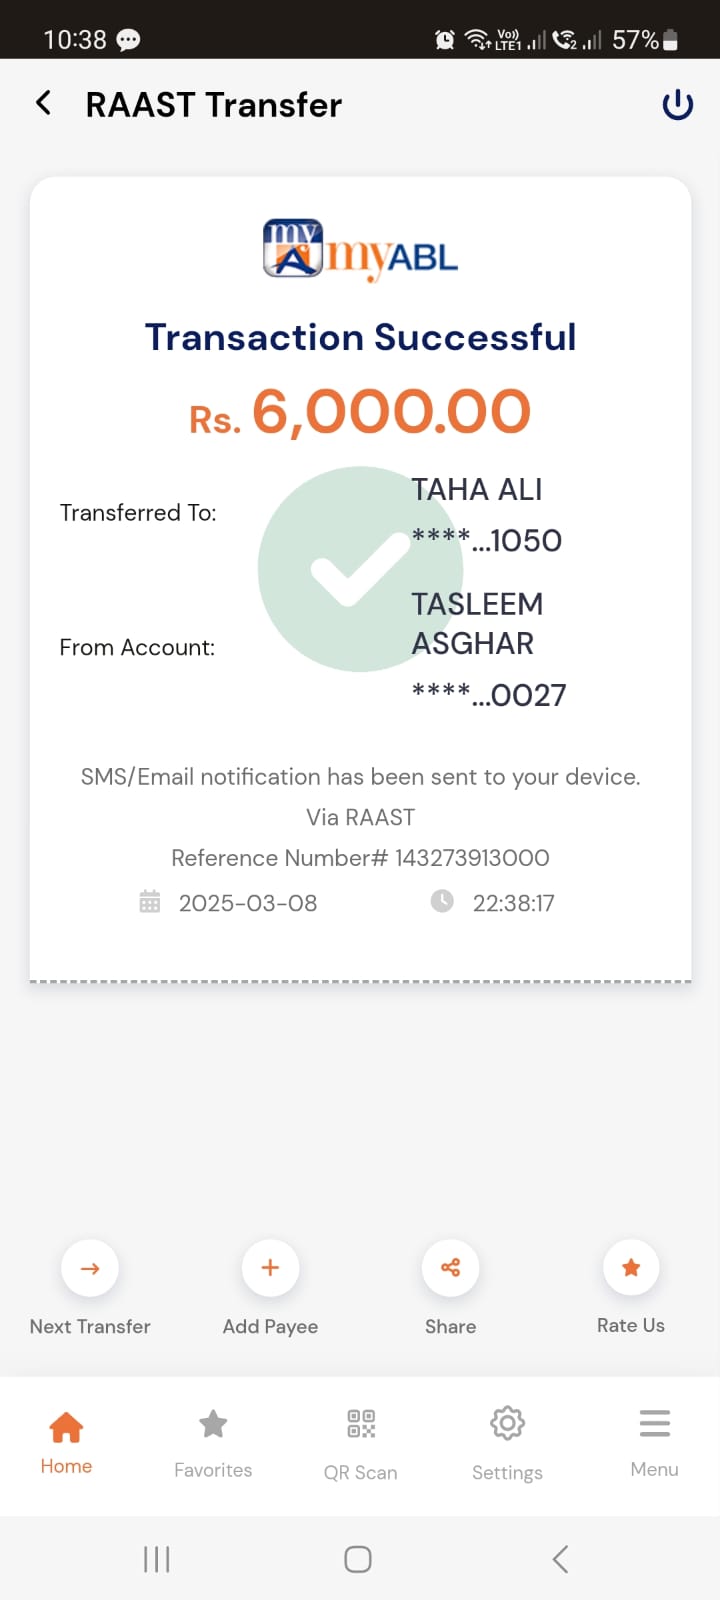 10:38
Vo)) LTE1 2 57%
RAAST Transfer
my myABL
Transaction Successful
Rs. 6,000.00
Transferred To:
TAHA ALI
****...1050
From Account:
TASLEEM
ASGHAR
****...0027
SMS/Email notification has been sent to your device.
Via RAAST
Reference Number# 143273913000
2025-03-08 22:38:17
Next Transfer Add Payee Share Rate Us
Home Favorites QR Scan Settings Menu